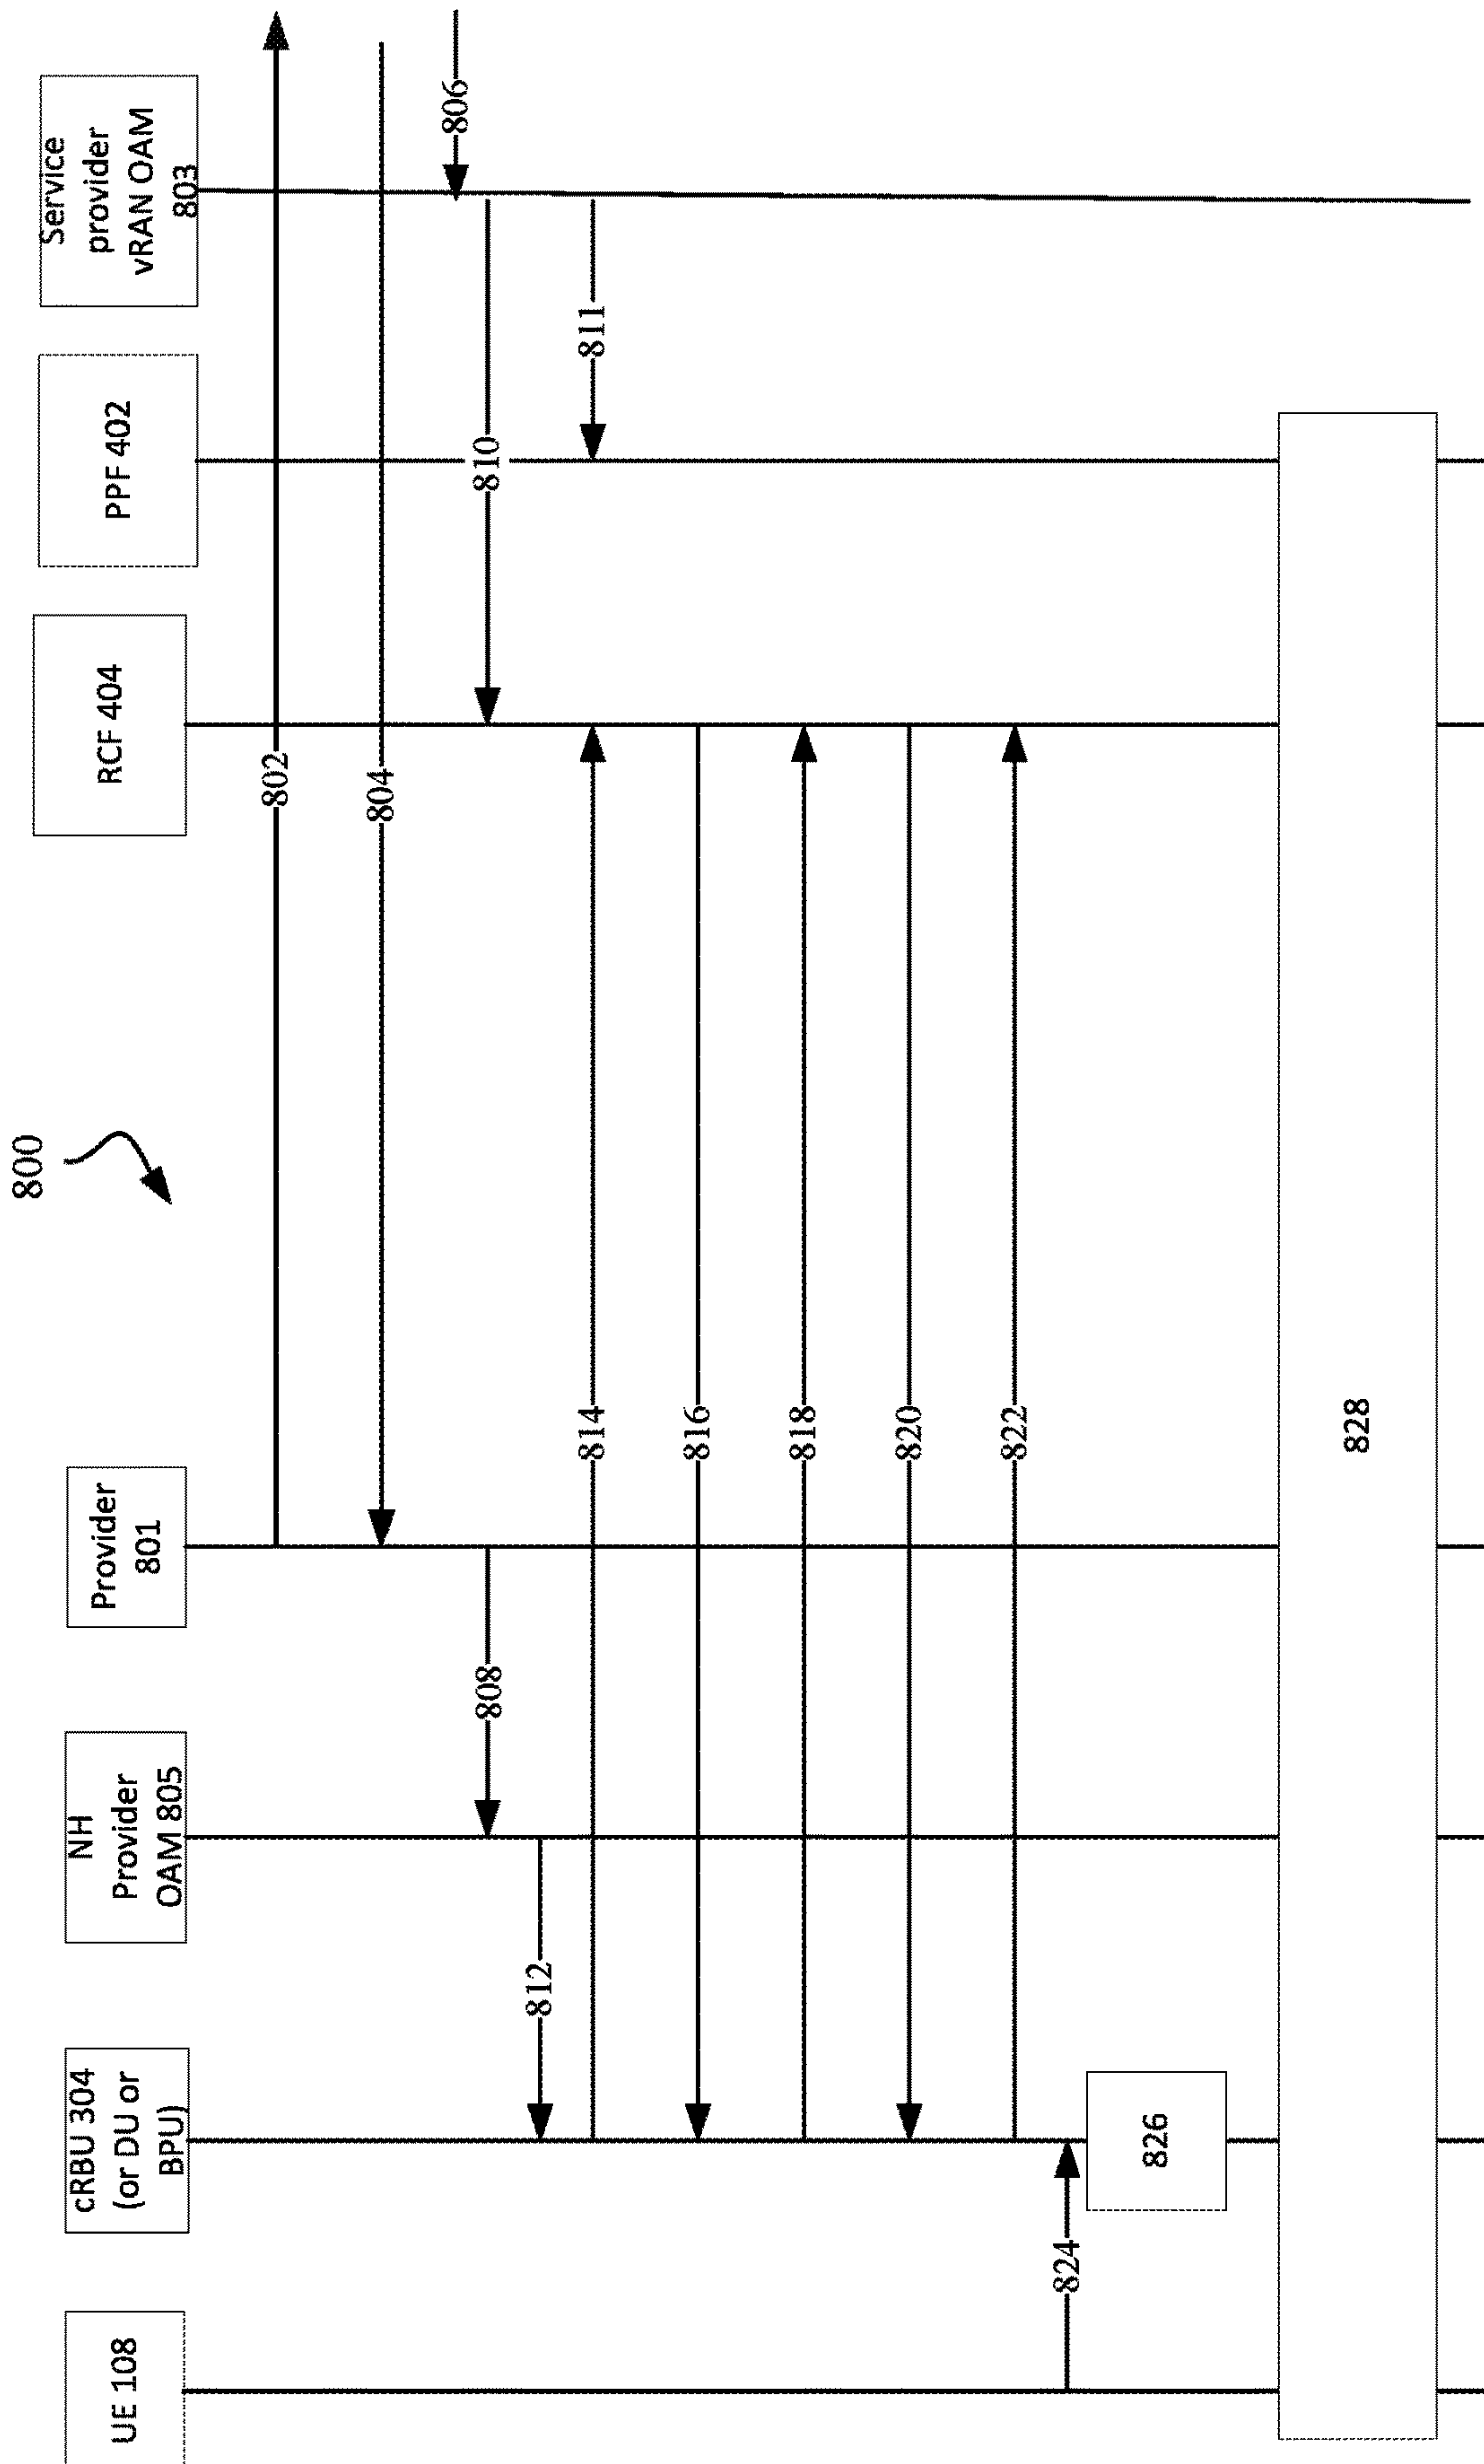 800
UE 108
cRBU 304
(or DU or
BPU)
NH
Provider
OAM 805
Provider
801
RCF 404
PPF 402
Service
provider
vRAN OAM
803
802
804
806
808
810
812
814
811
816
818
820
822
824
826
828